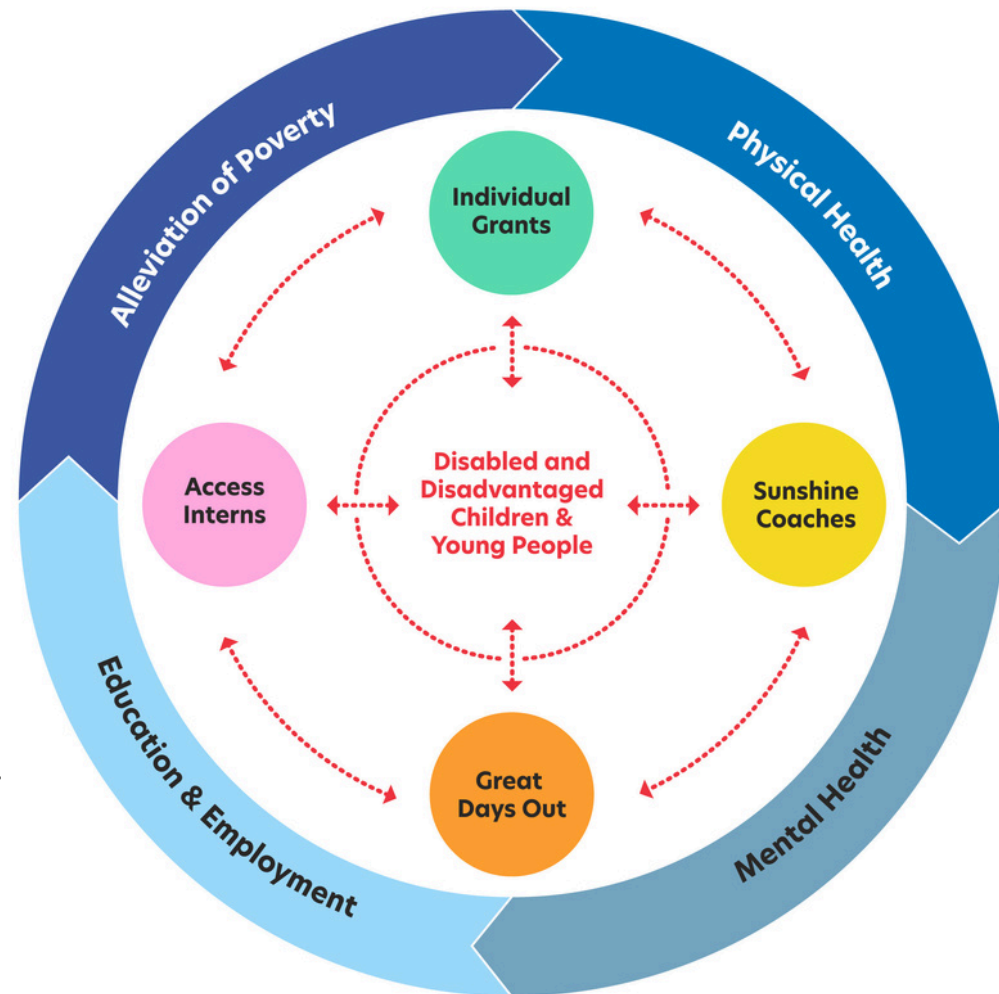 Alleviation of Poverty
Physical Health
Individual
Grants
Access
Interns
Disabled and
Disadvantaged
Children &
Young People
Sunshine
Coaches
Great
Days Out
Education & Employment
Mental Health